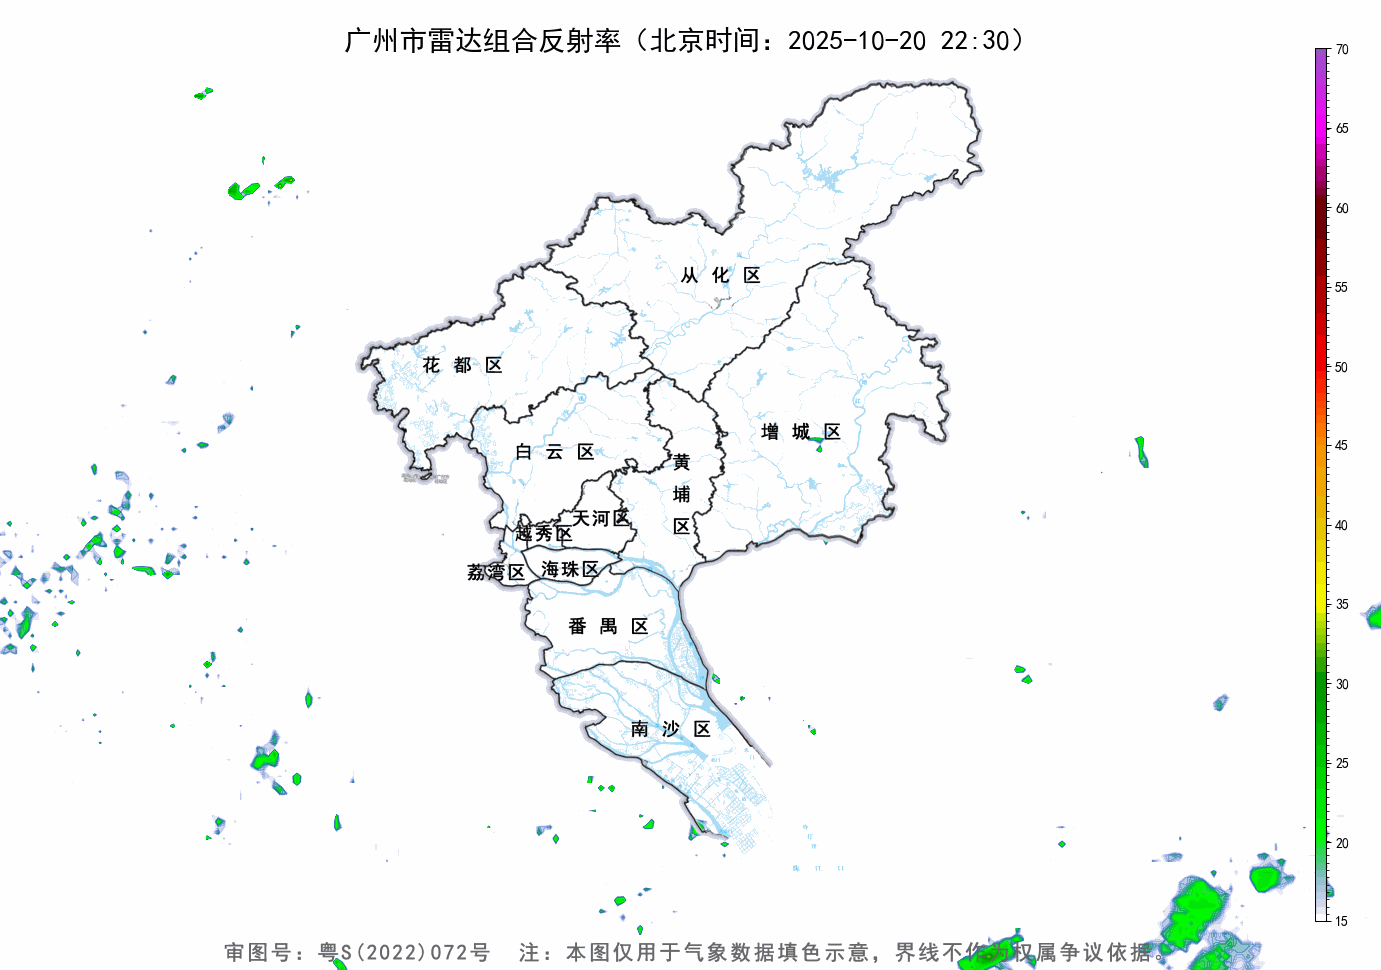 广州市雷达组合反射率（北京时间：2025-10-20 22:30）
70
65
60
55
50
45
40
35
30
25
20
15
从化区
花都区
增城区
白云区
黄埔区
天河区
越秀区
荔湾区
海珠区
番禺区
南沙区
审图号：粤S(2022)072号 注：本图仅用于气象数据填色示意，界线不作为权属争议依据。